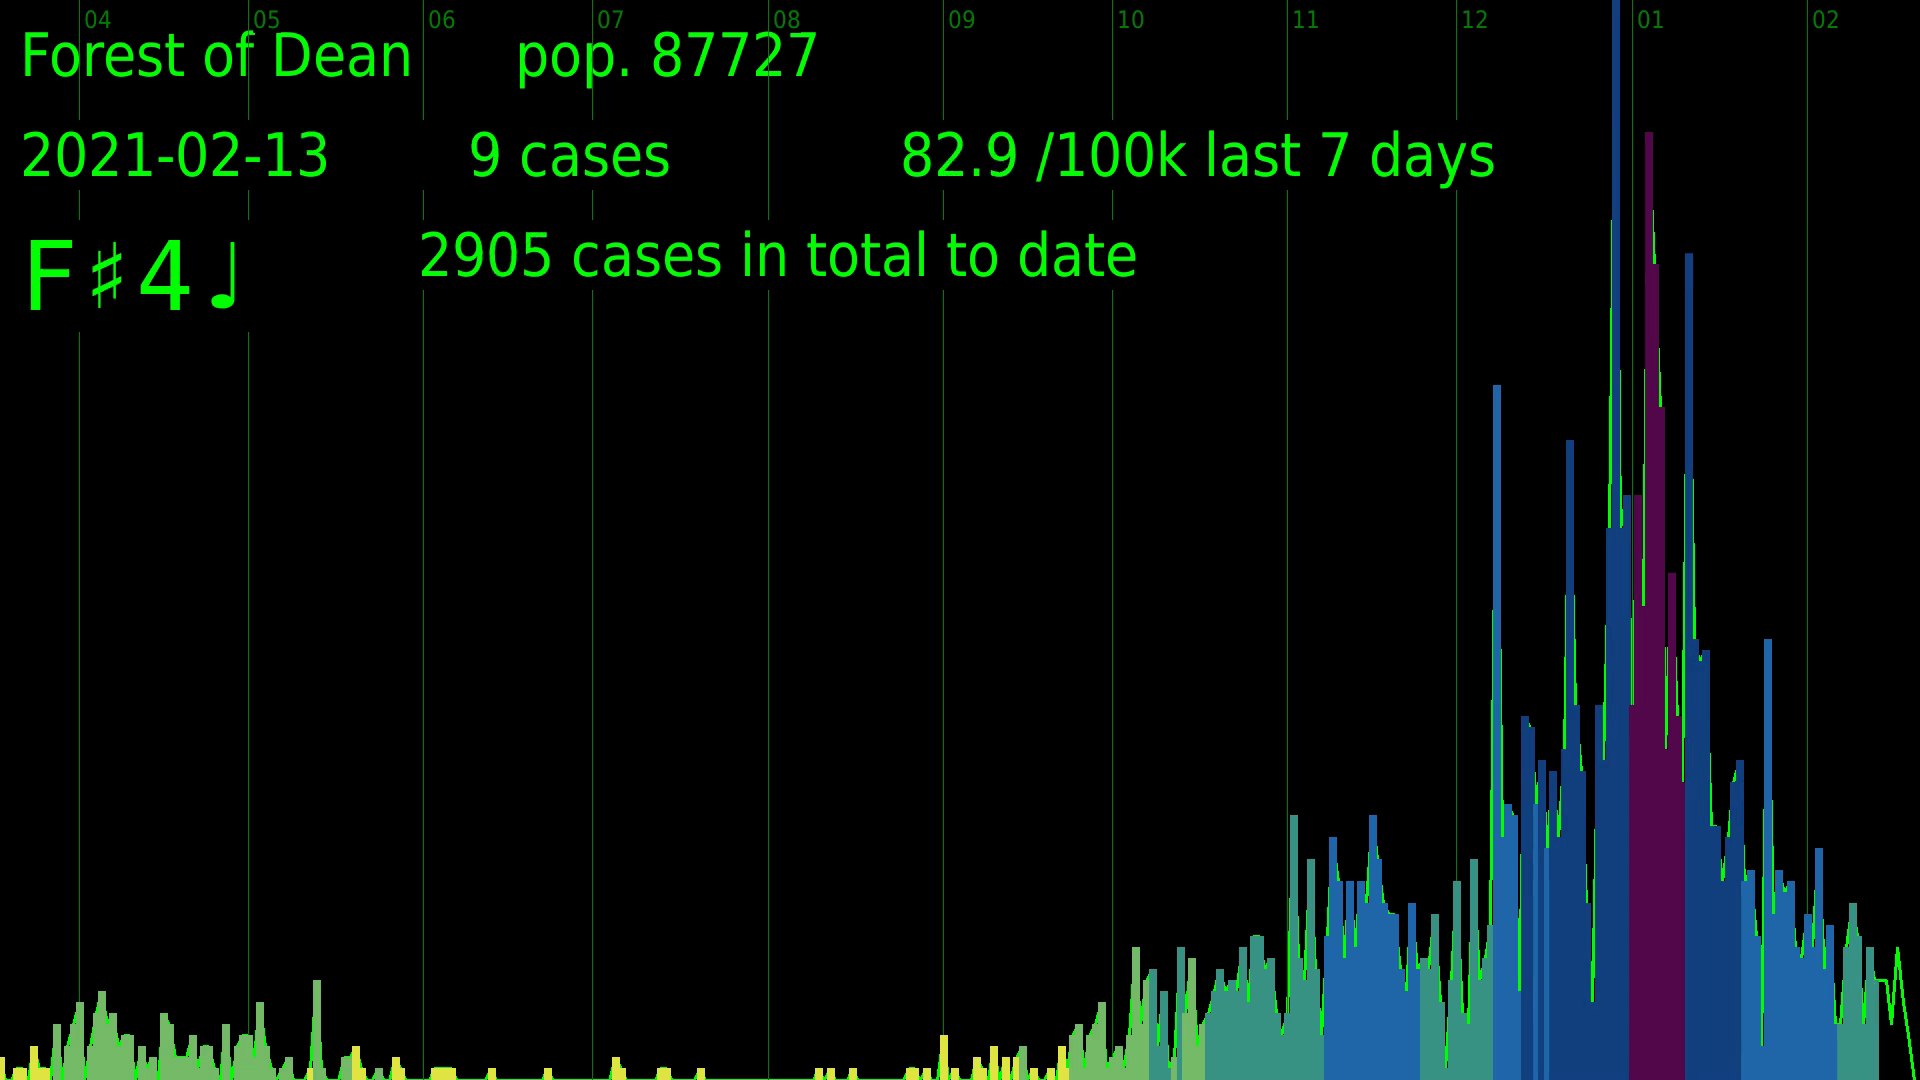 04 05 06 07 08 09 10 11 12 01 02
Forest of Dean pop. 87727
2021-02-13 9 cases 82.9 /100k last 7 days
F♯4♩ 2905 cases in total to date